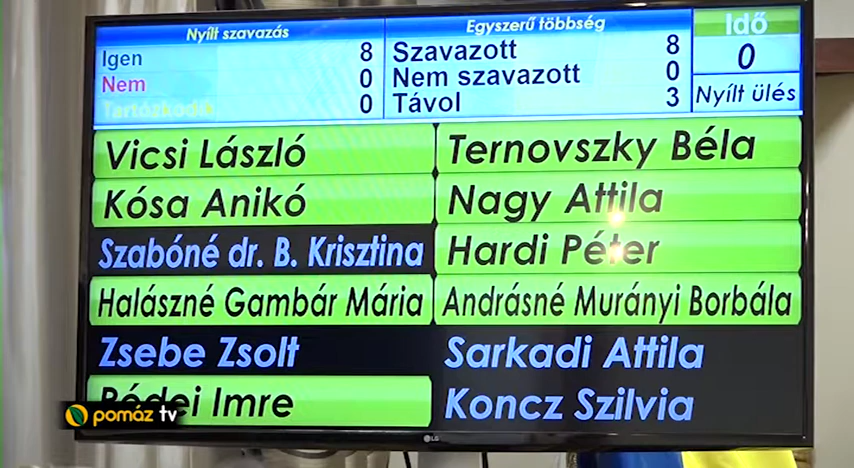 Nyílt szavazás
Igen 8
Nem 0
Tartózkodik 0
Egyszerű többség
Szavazott 8
Nem szavazott 0
Távol 3
Idő
0
Nyílt ülés
Vicsi László
Ternovszky Béla
Kósa Anikó
Nagy Attila
Szabóné dr. B. Krisztina
Hardi Péter
Halászné Gambár Mária
Andrásné Murányi Borbála
Zsebe Zsolt
Sarkadi Attila
Imre
Koncz Szilvia
pomáz tv
LG